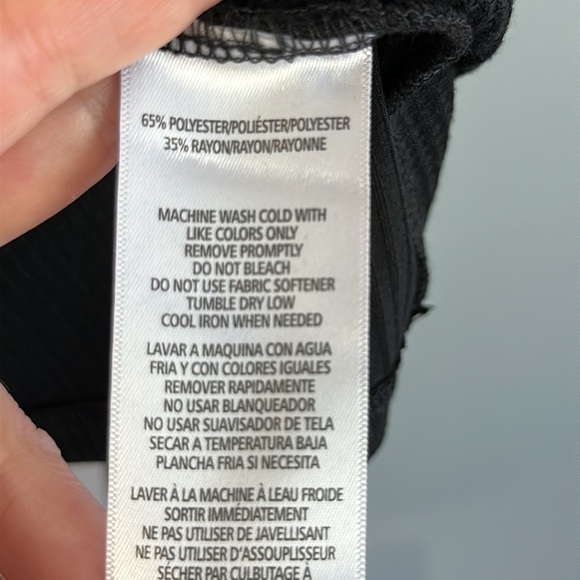 65% POLYESTER/POLIÉSTER/POLYESTER
35% RAYON/RAYON/RAYONNE
MACHINE WASH COLD WITH
LIKE COLORS ONLY
REMOVE PROMPTLY
DO NOT BLEACH
DO NOT USE FABRIC SOFTENER
TUMBLE DRY LOW
COOL IRON WHEN NEEDED
LAVAR A MAQUINA CON AGUA
FRIA Y CON COLORES IGUALES
REMOVER RAPIDAMENTE
NO USAR BLANQUEADOR
NO USAR SUAVISADOR DE TELA
SECAR A TEMPERATURA BAJA
PLANCHA FRIA SI NECESITA
LAVER À LA MACHINE À LEAU FROIDE
SORTIR IMMÉDIATEMENT
NE PAS UTILISER DE JAVELLISANT
NE PAS UTILISER D'ASSOUPLISSEUR
SÉCHER PAR CULBUTAGE À